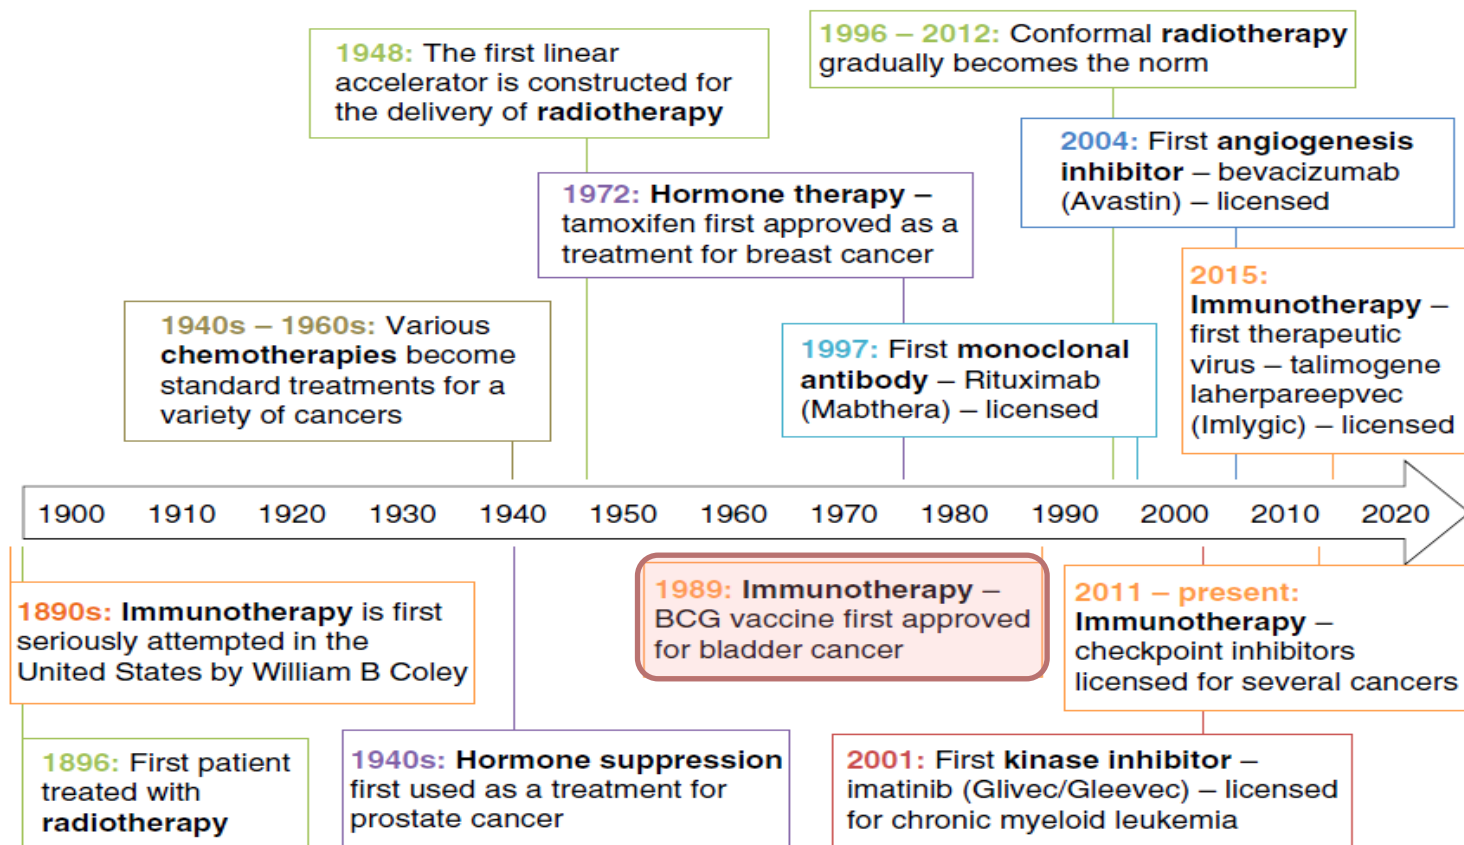 1948: The first linear
accelerator is constructed for
the delivery of radiotherapy
1996 – 2012: Conformal radiotherapy
gradually becomes the norm
2004: First angiogenesis
inhibitor – bevacizumab
(Avastin) – licensed
1972: Hormone therapy –
tamoxifen first approved as a
treatment for breast cancer
2015:
Immunotherapy –
first therapeutic
virus – talimogene
laherpareepvec
(Imlygic) – licensed
1940s – 1960s: Various
chemotherapies become
standard treatments for a
variety of cancers
1997: First monoclonal
antibody – Rituximab
(Mabthera) – licensed
1900 1910 1920 1930 1940 1950 1960 1970 1980 1990 2000 2010 2020
1890s: Immunotherapy is first
seriously attempted in the
United States by William B Coley
1989: Immunotherapy –
BCG vaccine first approved
for bladder cancer
2011 – present:
Immunotherapy –
checkpoint inhibitors
licensed for several cancers
1896: First patient
treated with
radiotherapy
1940s: Hormone suppression
first used as a treatment for
prostate cancer
2001: First kinase inhibitor –
imatinib (Glivec/Gleevec) – licensed
for chronic myeloid leukemia